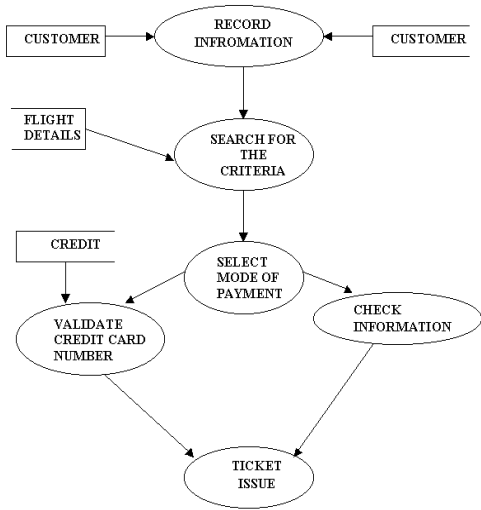 CUSTOMER
RECORD
INFROMATION
CUSTOMER
FLIGHT
DETAILS
SEARCH FOR
THE
CRITERIA
CREDIT
SELECT
MODE OF
PAYMENT
VALIDATE
CREDIT CARD
NUMBER
CHECK
INFORMATION
TICKET
ISSUE